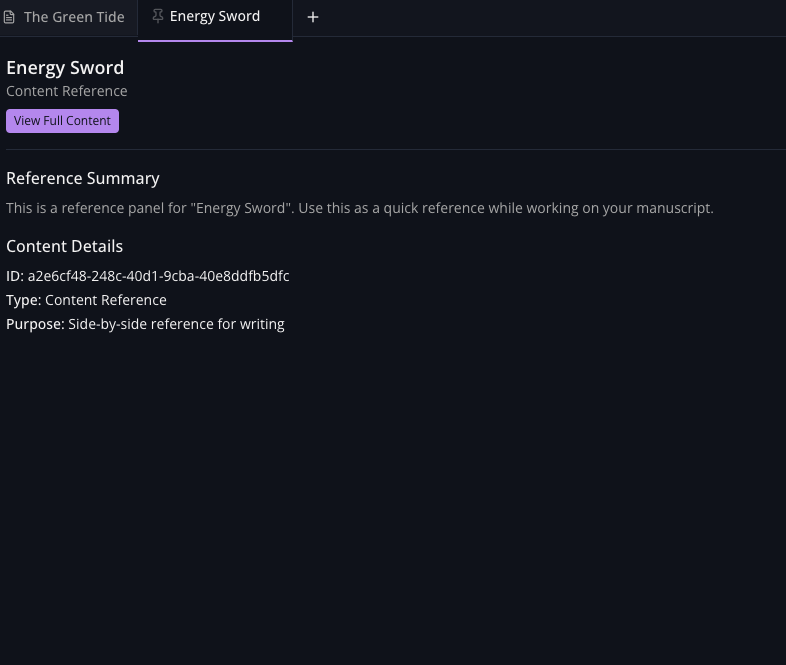 The Green Tide
Energy Sword
+
Energy Sword
Content Reference
View Full Content
Reference Summary
This is a reference panel for "Energy Sword". Use this as a quick reference while working on your manuscript.
Content Details
ID: a2e6cf48-248c-40d1-9cba-40e8ddfb5dfc
Type: Content Reference
Purpose: Side-by-side reference for writing